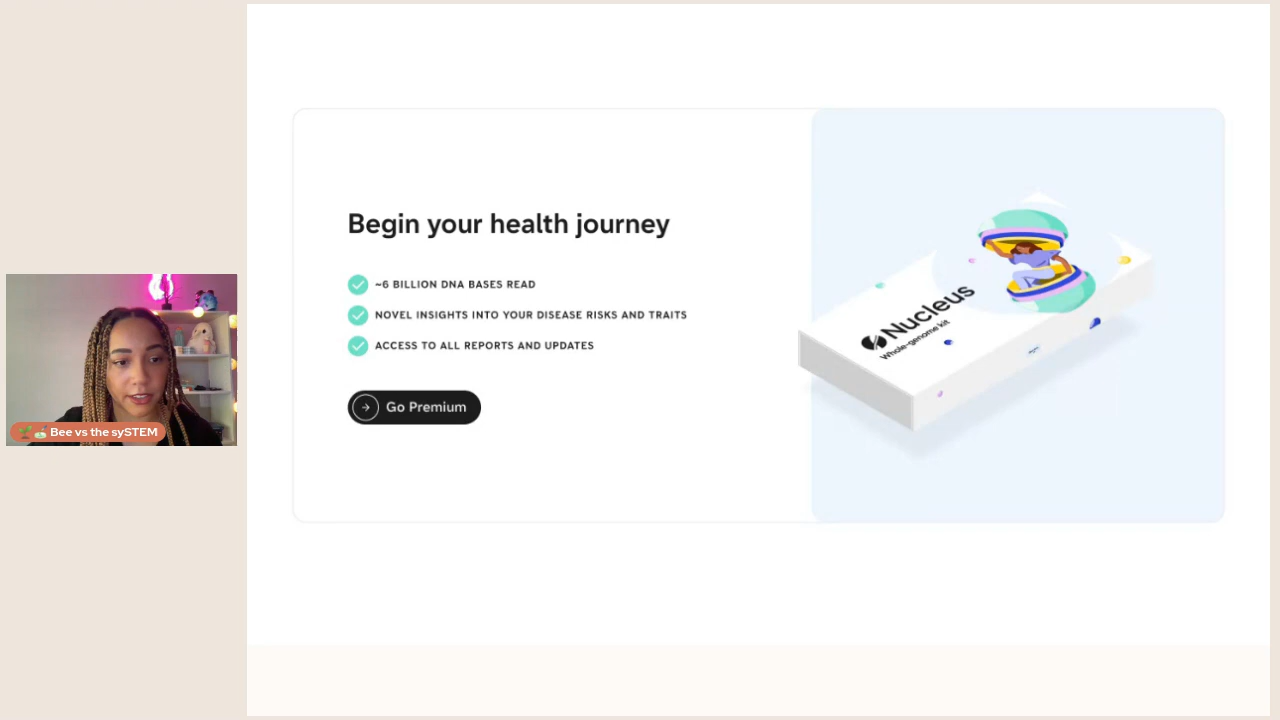 Begin your health journey
~6 BILLION DNA BASES READ
NOVEL INSIGHTS INTO YOUR DISEASE RISKS AND TRAITS
ACCESS TO ALL REPORTS AND UPDATES
Go Premium
Nucleus
Whole-genome kit
Bee vs the sySTEM